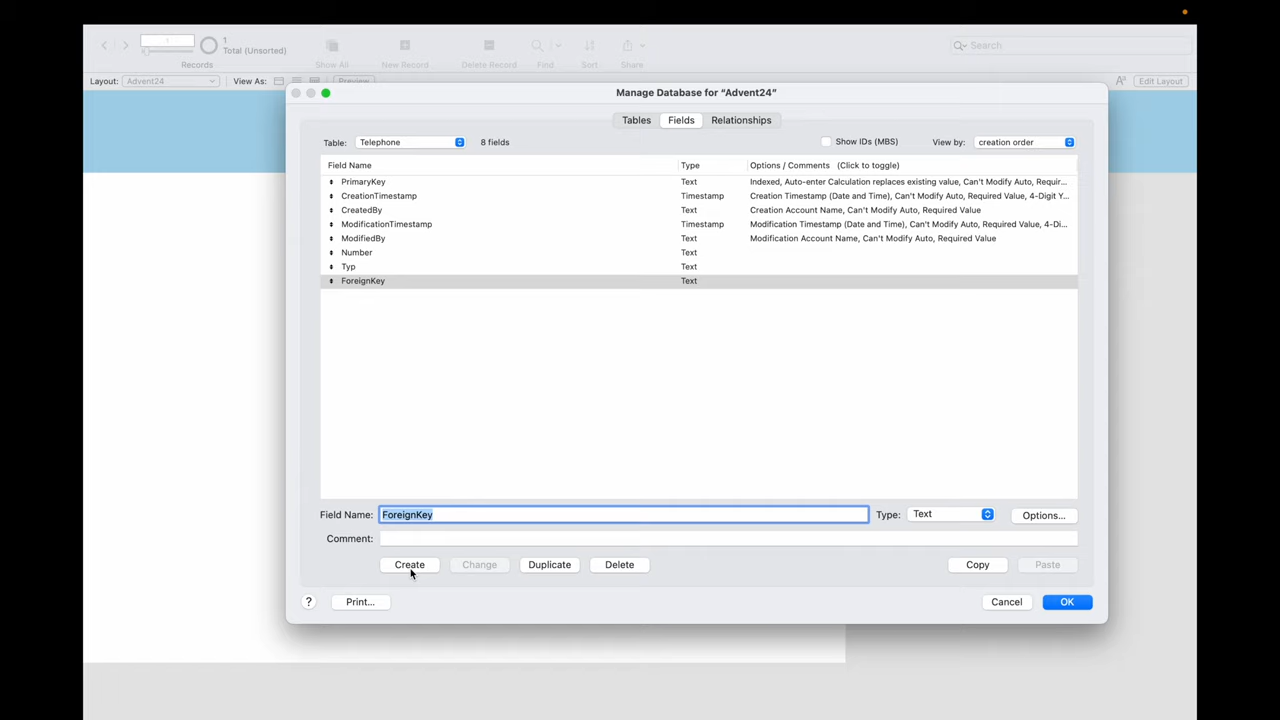 1
1
Total (Unsorted)
Search
Records
Show All
New Record
Delete Record
Find
Sort
Share
Layout: Advent24
View As:
Preview
Edit Layout
Manage Database for “Advent24”
Tables Fields Relationships
Table: Telephone 8 fields
Show IDs (MBS)
View by: creation order
Field Name Type Options / Comments (Click to toggle)
PrimaryKey Text Indexed, Auto-enter Calculation replaces existing value, Can't Modify Auto, Requir...
CreationTimestamp Timestamp Creation Timestamp (Date and Time), Can't Modify Auto, Required Value, 4-Digit Y...
CreatedBy Text Creation Account Name, Can't Modify Auto, Required Value
ModificationTimestamp Timestamp Modification Timestamp (Date and Time), Can't Modify Auto, Required Value, 4-Di...
ModifiedBy Text Modification Account Name, Can't Modify Auto, Required Value
Number Text
Typ Text
ForeignKey Text
Field Name: ForeignKey Type: Text Options...
Comment:
Create Change Duplicate Delete Copy Paste
? Print... Cancel OK